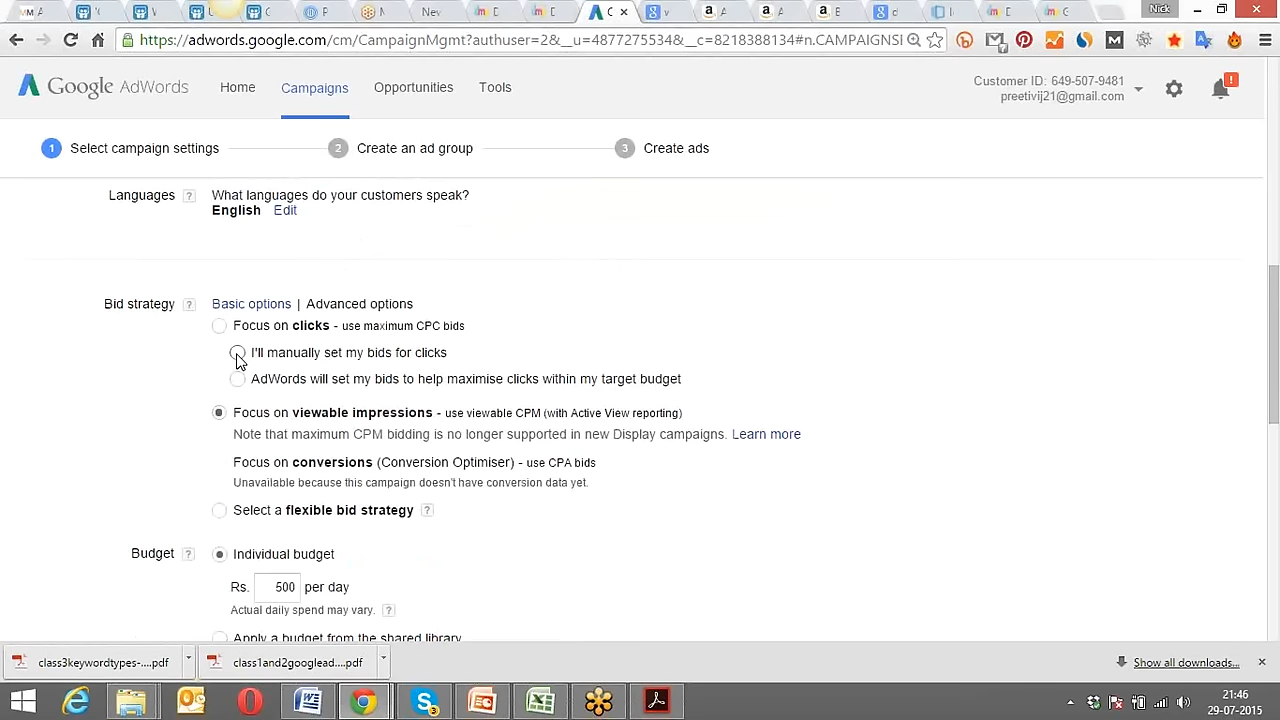 Nick
https://adwords.google.com/cm/CampaignMgmt?authuser=2&__u=4877275534&__c=8218388134#n.CAMPAIGNSI
Google AdWords
Home
Campaigns
Opportunities
Tools
Customer ID: 649-507-9481
preetivij21@gmail.com
1 Select campaign settings
2 Create an ad group
3 Create ads
Languages ? What languages do your customers speak?
English Edit
Bid strategy ? Basic options | Advanced options
Focus on clicks - use maximum CPC bids
I'll manually set my bids for clicks
AdWords will set my bids to help maximise clicks within my target budget
Focus on viewable impressions - use viewable CPM (with Active View reporting)
Note that maximum CPM bidding is no longer supported in new Display campaigns. Learn more
Focus on conversions (Conversion Optimiser) - use CPA bids
Unavailable because this campaign doesn't have conversion data yet.
Select a flexible bid strategy ?
Budget ? Individual budget
Rs. 500 per day
Actual daily spend may vary. ?
Apply a budget from the shared library
class3keywordtypes-....pdf
class1and2googlead....pdf
Show all downloads...
21:46
29-07-2015